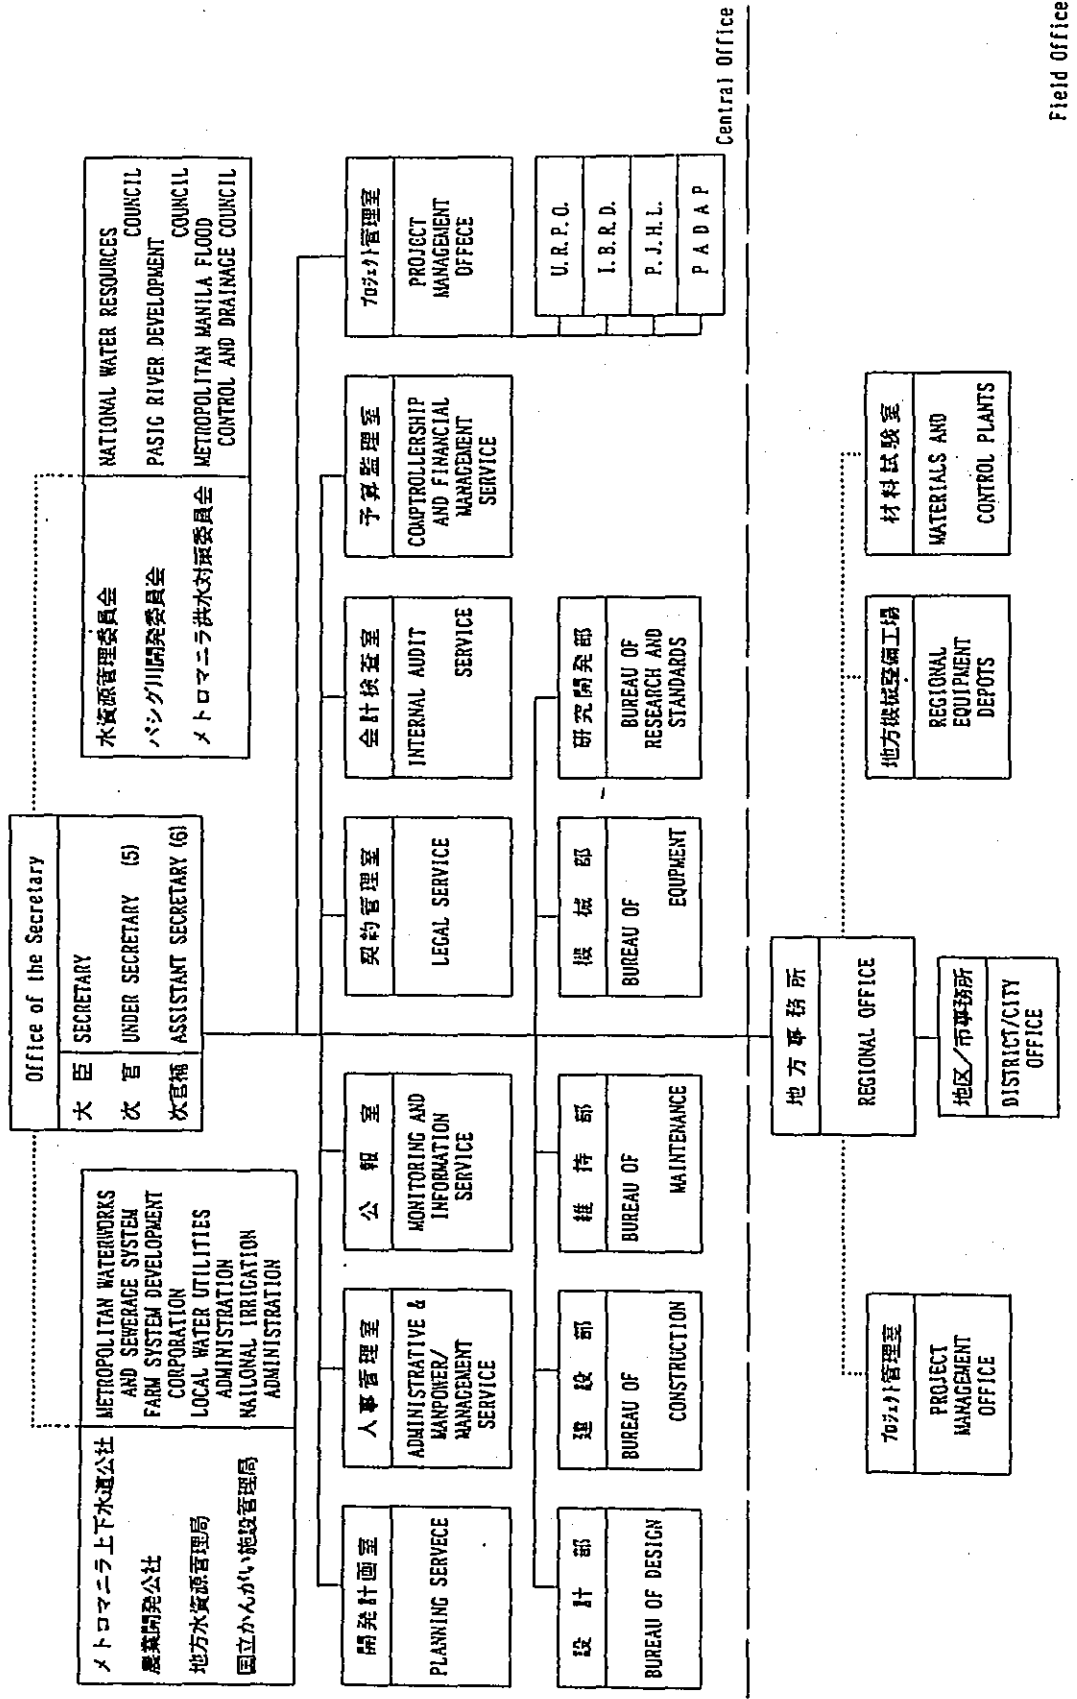 Office of the Secretary
大臣 SECRETARY
次官 UNDER SECRETARY (5)
次官補 ASSISTANT SECRETARY (6)
メトロマニラ上下水道公社
農業開発公社
地方水資源管理局
国立かんがい施設管理局
METROPOLITAN WATERWORKS
AND SEWERAGE SYSTEM
FARM SYSTEM DEVELOPMENT
CORPORATION
LOCAL WATER UTILITIES
ADMINISTRATION
NAILONAL IRRIGATION
ADMINISTRATION
水資源管理委員会
パシグ川開発委員会
メトロマニラ洪水対策委員会
NATIONAL WATER RESOURCES
COUNCIL
PASIG RIVER DEVELOPMENT
COUNCIL
METROPOLITAN MANILA FLOOD
CONTROL AND DRAINAGE COUNCIL
開発計画室
PLANNING SERVECE
人事管理室
ADMINISTRATIVE &
MANPOWER/
MANAGEMENT
SERVICE
公報室
MONITORING AND
INFORMATION
SERVICE
契約管理室
LEGAL SERVICE
会計検査室
INTERNAL AUDIT
SERVICE
予算監理室
COMPTROLLERSHIP
AND FINANCIAL
MANAGEMENT
SERVICE
プロジェクト管理室
PROJECT
MANAGEMENT
OFFECE
U.R.P.O.
I.B.R.D.
P.J.H.L.
PADAP
設計部
BUREAU OF DESIGN
建設部
BUREAU OF
CONSTRUCTION
維持部
BUREAU OF
MAINTENANCE
機械部
BUREAU OF
EQUPMENT
研究開発部
BUREAU OF
RESEARCH AND
STANDARDS
Central Office
地方事務所
REGIONAL OFFICE
地区/市事務所
DISTRICT/CITY
OFFICE
プロジェクト管理室
PROJECT
MANAGEMENT
OFFICE
地方機械整備工場
REGIONAL
EQUIPMENT
DEPOTS
材料試験室
MATERIALS AND
CONTROL PLANTS
Field Office